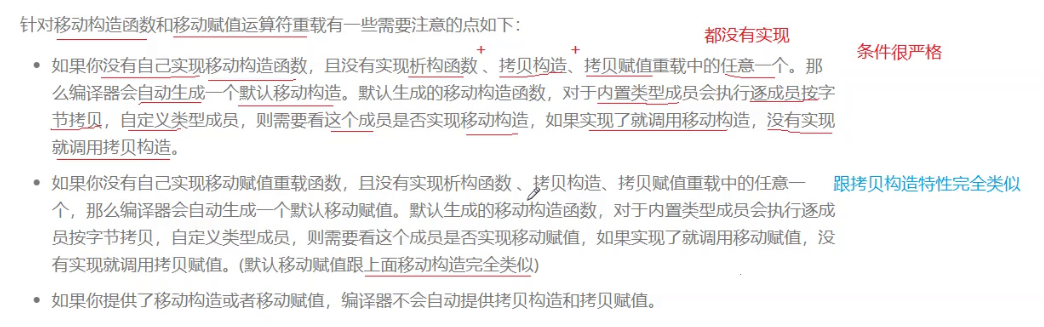 针对移动构造函数和移动赋值运算符重载有一些需要注意的点如下：
都没有实现
条件很严格
+ +
• 如果你没有自己实现移动构造函数，且没有实现析构函数 、拷贝构造、拷贝赋值重载中的任意一个。那
么编译器会自动生成一个默认移动构造。默认生成的移动构造函数，对于内置类型成员会执行逐成员按字
节拷贝，自定义类型成员，则需要看这个成员是否实现移动构造，如果实现了就调用移动构造，没有实现
就调用拷贝构造。
• 如果你没有自己实现移动赋值重载函数，且没有实现析构函数 、拷贝构造、拷贝赋值重载中的任意一
跟拷贝构造特性完全类似
个，那么编译器会自动生成一个默认移动赋值。默认生成的移动构造函数，对于内置类型成员会执行逐成
员按字节拷贝，自定义类型成员，则需要看这个成员是否实现移动赋值，如果实现了就调用移动赋值，没
有实现就调用拷贝赋值。(默认移动赋值跟上面移动构造完全类似)
• 如果你提供了移动构造或者移动赋值，编译器不会自动提供拷贝构造和拷贝赋值。